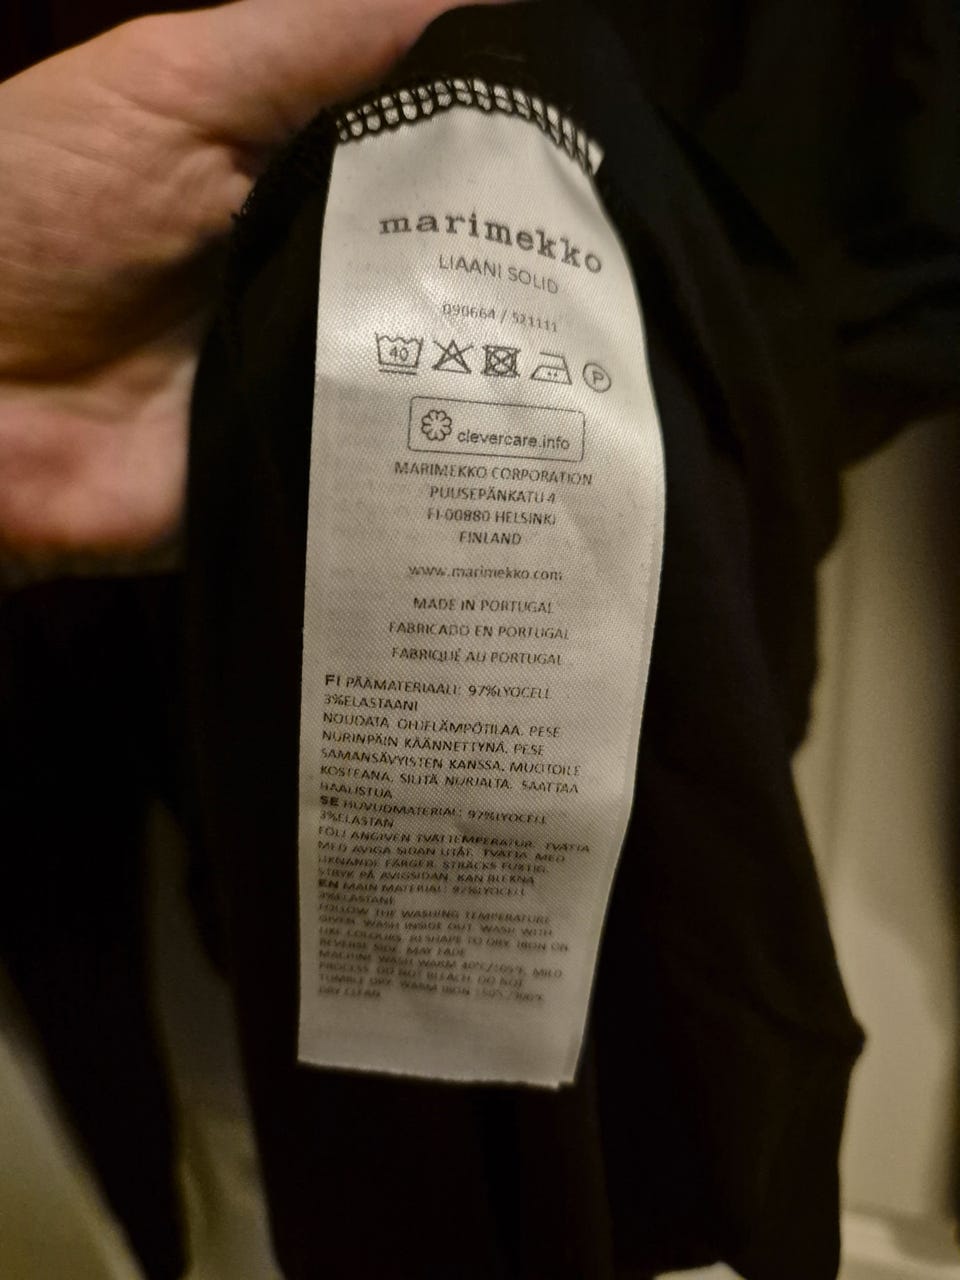 marimekko
LIAANI SOLID
090664 / 521111
40 P
clevercare.info
MARIMEKKO CORPORATION
PUUSEPÄNKATU 4
FI-00880 HELSINKI
FINLAND
www.marimekko.com
MADE IN PORTUGAL
FABRICADO EN PORTUGAL
FABRIQUÉ AU PORTUGAL
FI PÄÄMATERIAALI: 97%LYOCELL
3%ELASTAANI
NOUDATA OHJELÄMPÖTILAA. PESE
NURINPÄIN KÄÄNNETTYNÄ. PESE
SAMANSÄVYISTEN KANSSA. MUOTOILE
KOSTEANA. SILITÄ NURJALTA. SAATTAA
HAALISTUA
SE HUVUDMATERIAL: 97%LYOCELL
3%ELASTAN
FÖLJ ANGIVEN TVÄTTEMPERATUR. TVÄTTA
MED AVIGA SIDAN UTÅT. TVÄTTA MED
LIKNANDE FÄRGER. STRÄCKS FUKTIG.
STRYK PÅ AVIGSIDAN. KAN BLEKNA
EN MAIN MATERIAL: 97%LYOCELL
3%ELASTANE
FOLLOW THE WASHING TEMPERATURE
GIVEN. WASH INSIDE OUT. WASH WITH
LIKE COLOURS. RESHAPE TO DRY. IRON ON
REVERSE SIDE. MAY FADE
MACHINE WASH WARM 40°C/105°F, MILD
PROCESS. DO NOT BLEACH. DO NOT
TUMBLE DRY. WARM IRON 150°C/300°F.
DRY CLEAN